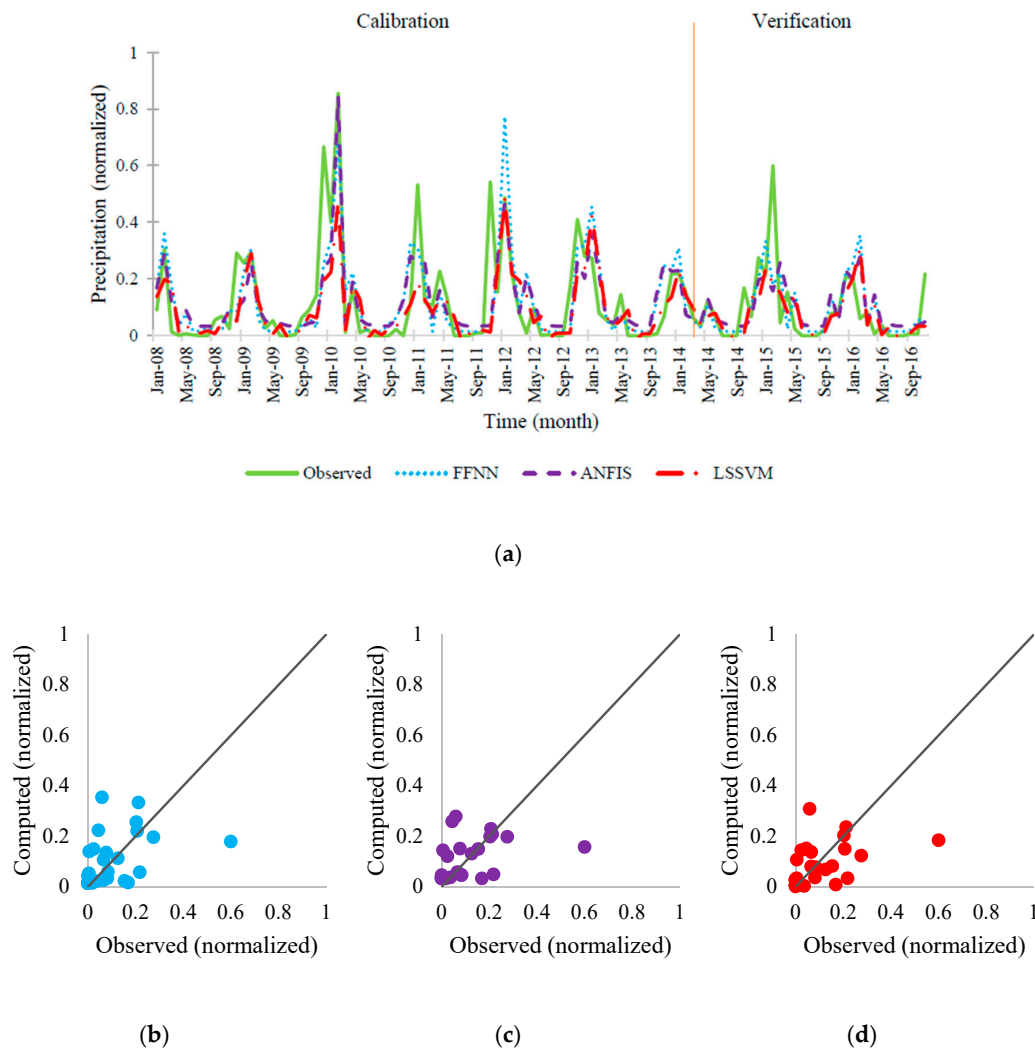 Calibration Verification
1
0.8
0.6
0.4
0.2
0
Precipitation (normalized)
Jan-08 May-08 Sep-08 Jan-09 May-09 Sep-09 Jan-10 May-10 Sep-10 Jan-11 May-11 Sep-11 Jan-12 May-12 Sep-12 Jan-13 May-13 Sep-13 Jan-14 May-14 Sep-14 Jan-15 May-15 Sep-15 Jan-16 May-16 Sep-16
Time (month)
Observed FFNN ANFIS LSSVM
(a)
1
0.8
0.6
0.4
0.2
0
Computed (normalized)
0 0.2 0.4 0.6 0.8 1
Observed (normalized)
(b)
1
0.8
0.6
0.4
0.2
0
Computed (normalized)
0 0.2 0.4 0.6 0.8 1
Observed (normalized)
(c)
1
0.8
0.6
0.4
0.2
0
Computed (normalized)
0 0.2 0.4 0.6 0.8 1
Observed (normalized)
(d)